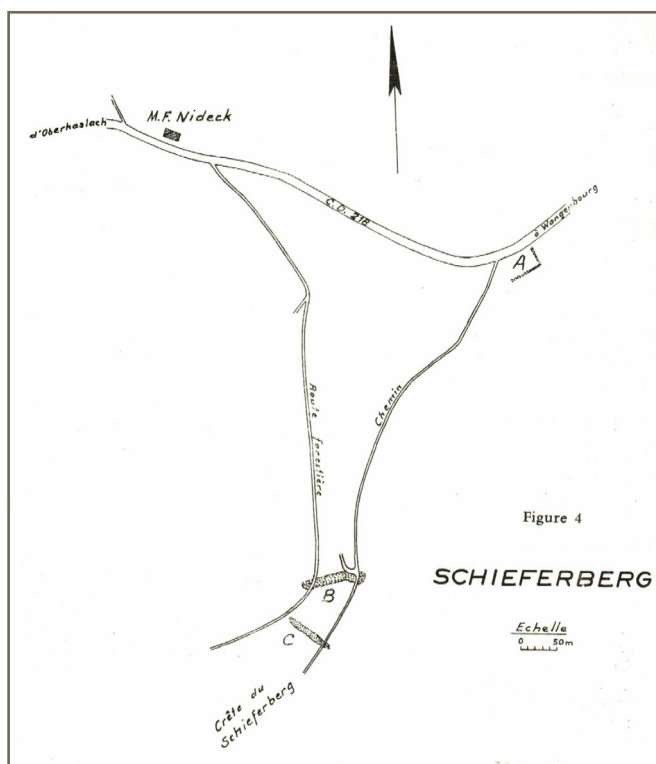 M.F. Nideck
d'Oberhaslach
C.D. 218
à Wangenbourg
A
Route forestière
Chemin
Figure 4
SCHIEFERBERG
B
C
Echelle
0 50m
Crête du
Schieferberg